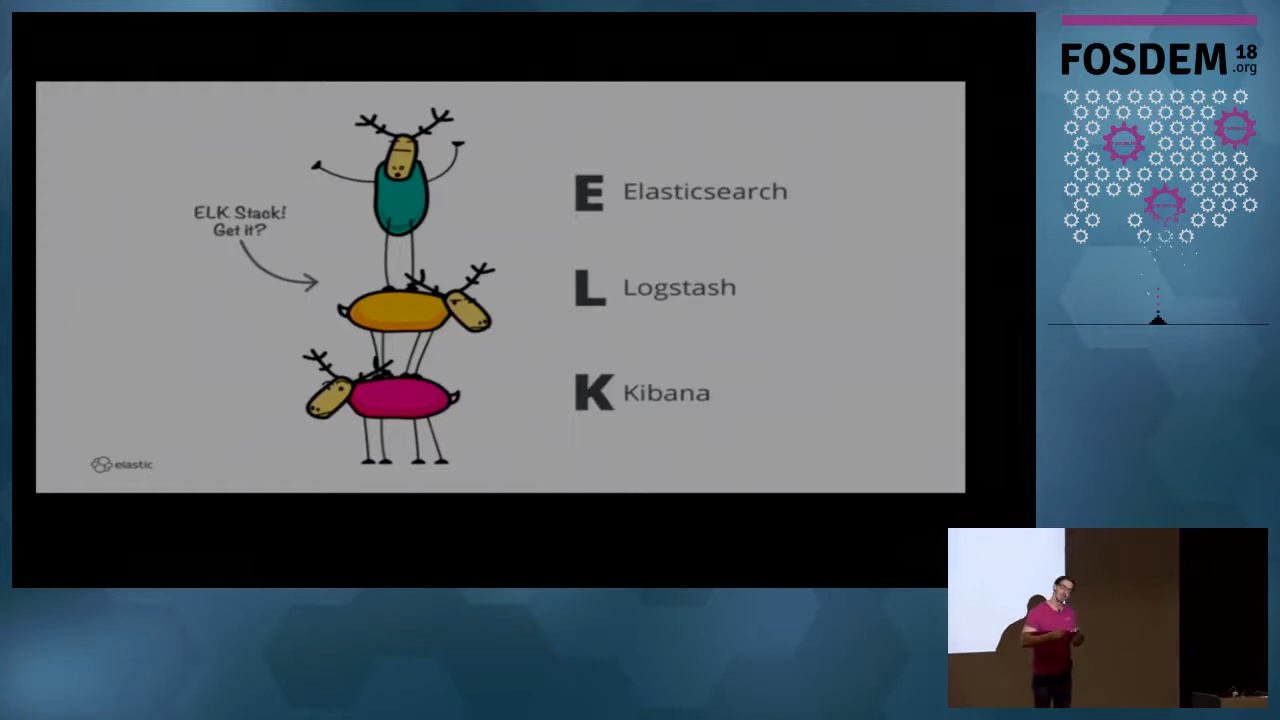 ELK Stack!
Get it?
E Elasticsearch
L Logstash
K Kibana
elastic
FOSDEM 18
.org